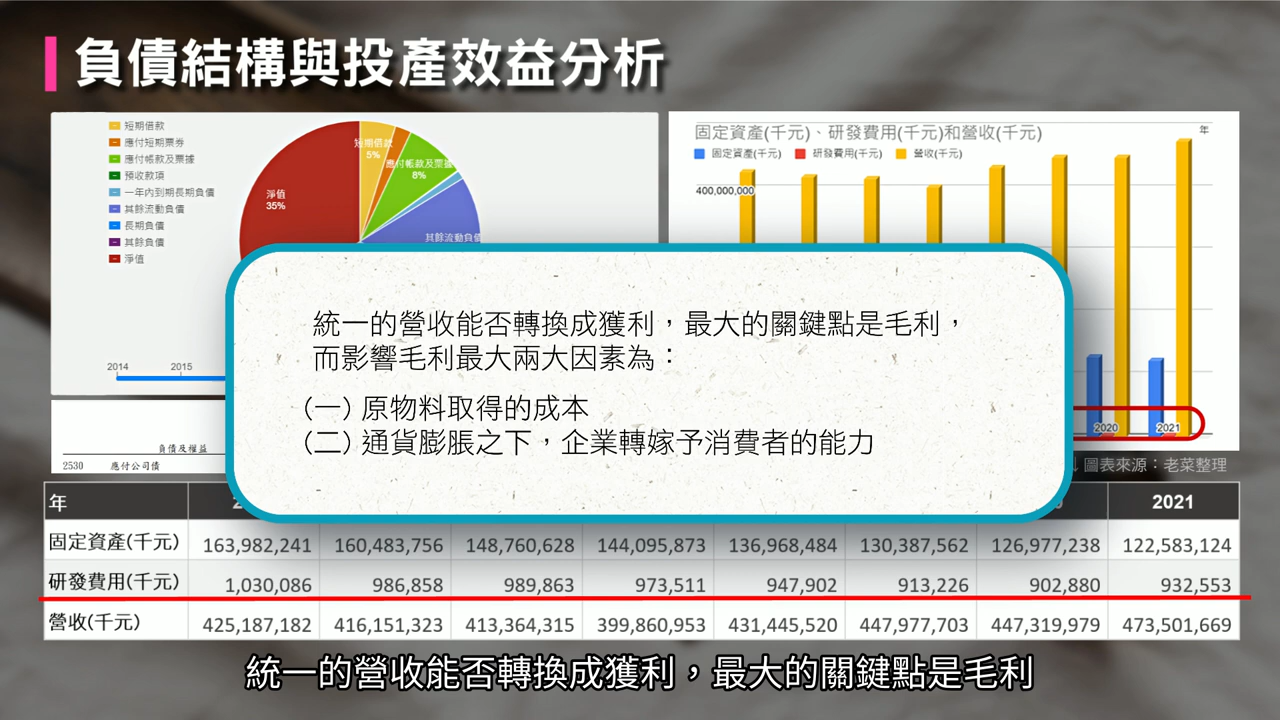 負債結構與投產效益分析
短期借款
應付短期票券
應付帳款及票據
預收款項
一年內到期長期負債
其餘流動負債
長期負債
其餘負債
淨值
短期借款
5%
應付帳款及票據
8%
淨值
35%
其餘流動負債
2014
2015
固定資產(千元)、研發費用(千元)和營收(千元)
年
固定資產(千元)
研發費用(千元)
營收(千元)
400,000,000
2020
2021
圖表來源:老菜整理
負債及權益
2530 應付公司債
統一的營收能否轉換成獲利,最大的關鍵點是毛利,
而影響毛利最大兩大因素為:
(一) 原物料取得的成本
(二) 通貨膨脹之下,企業轉嫁予消費者的能力
年 2021
固定資產(千元) 163,982,241 160,483,756 148,760,628 144,095,873 136,968,484 130,387,562 126,977,238 122,583,124
研發費用(千元) 1,030,086 986,858 989,863 973,511 947,902 913,226 902,880 932,553
營收(千元) 425,187,182 416,151,323 413,364,315 399,860,953 431,445,520 447,977,703 447,319,979 473,501,669
統一的營收能否轉換成獲利,最大的關鍵點是毛利